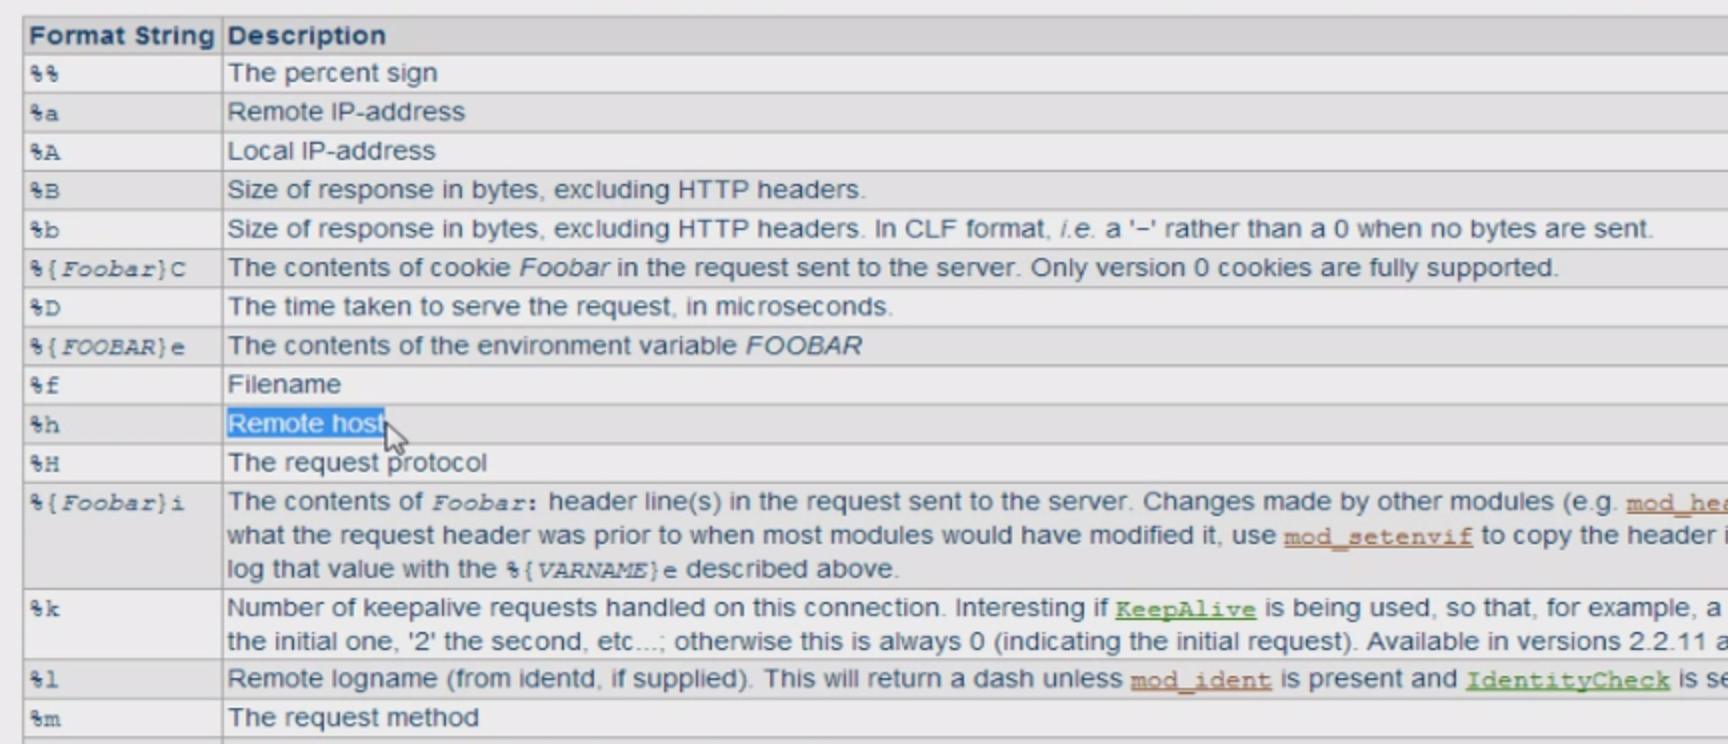 Format String Description
%% The percent sign
%a Remote IP-address
%A Local IP-address
%B Size of response in bytes, excluding HTTP headers.
%b Size of response in bytes, excluding HTTP headers. In CLF format, i.e. a '-' rather than a 0 when no bytes are sent.
%{Foobar}C The contents of cookie Foobar in the request sent to the server. Only version 0 cookies are fully supported.
%D The time taken to serve the request, in microseconds.
%{FOOBAR}e The contents of the environment variable FOOBAR
%f Filename
%h Remote host
%H The request protocol
%{Foobar}i The contents of Foobar: header line(s) in the request sent to the server. Changes made by other modules (e.g.
what the request header was prior to when most modules would have modified it, use mod_setenvif to copy the header
log that value with the %{VARNAME}e described above.
%k Number of keepalive requests handled on this connection. Interesting if KeepAlive is being used, so that, for example, a
the initial one, '2' the second, etc...; otherwise this is always 0 (indicating the initial request). Available in versions 2.2.11
%l Remote logname (from identd, if supplied). This will return a dash unless mod_ident is present and IdentityCheck is
%m The request method